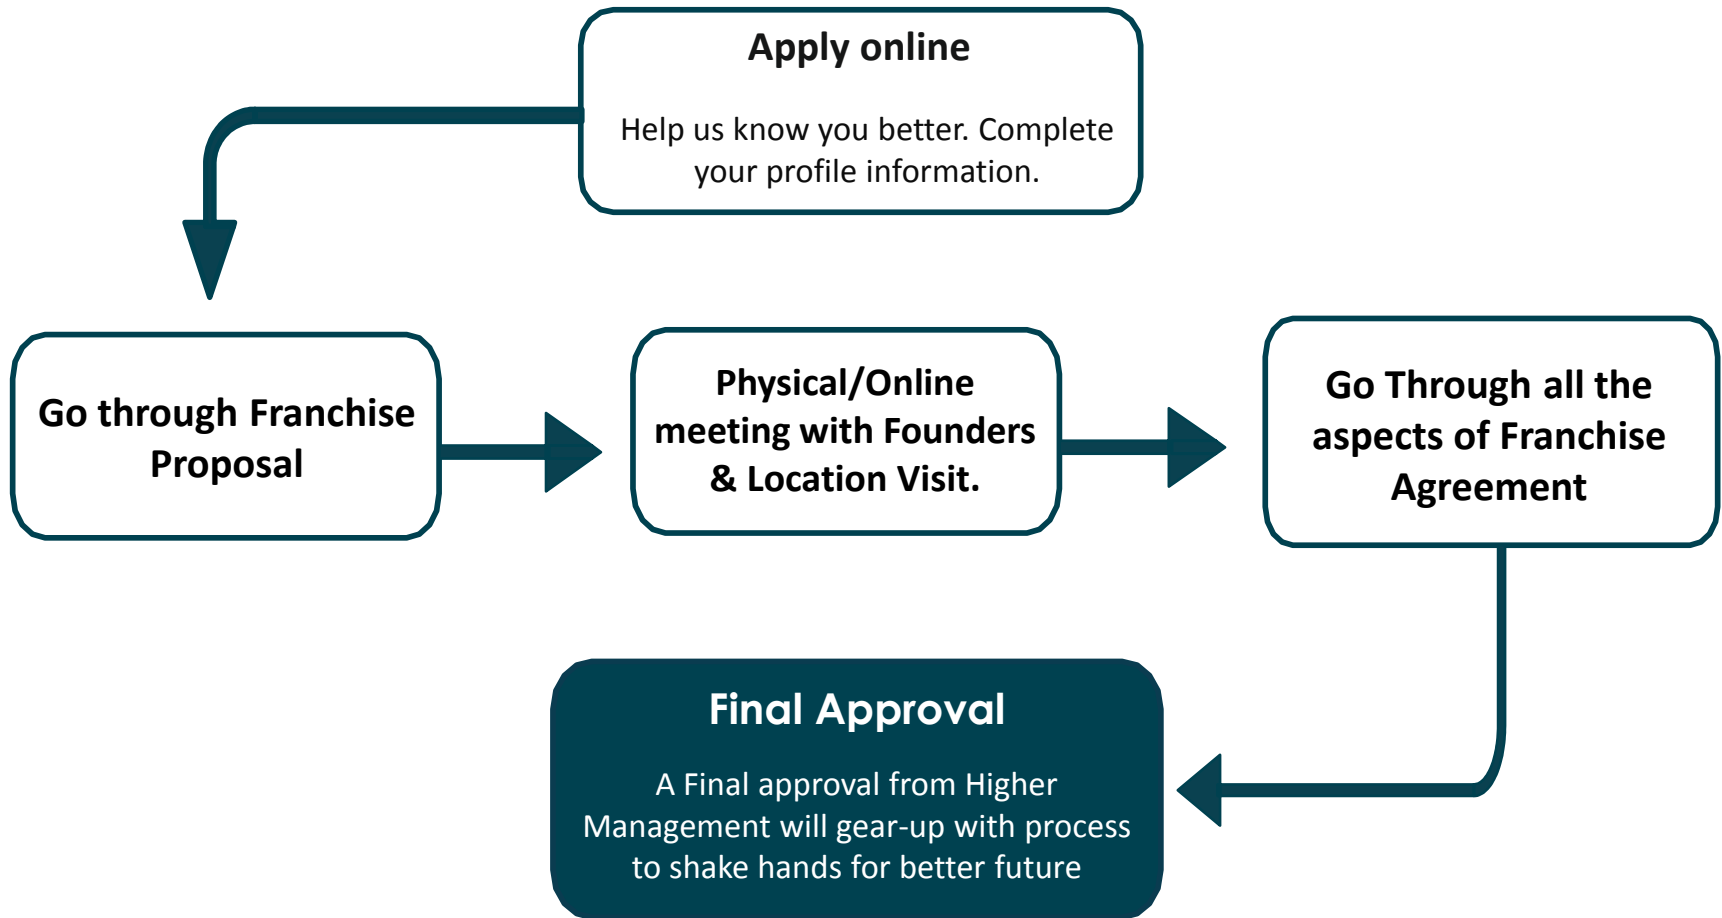 Apply online
Help us know you better. Complete
your profile information.
Go through Franchise
Proposal
Physical/Online
meeting with Founders
& Location Visit.
Go Through all the
aspects of Franchise
Agreement
Final Approval
A Final approval from Higher
Management will gear-up with process
to shake hands for better future